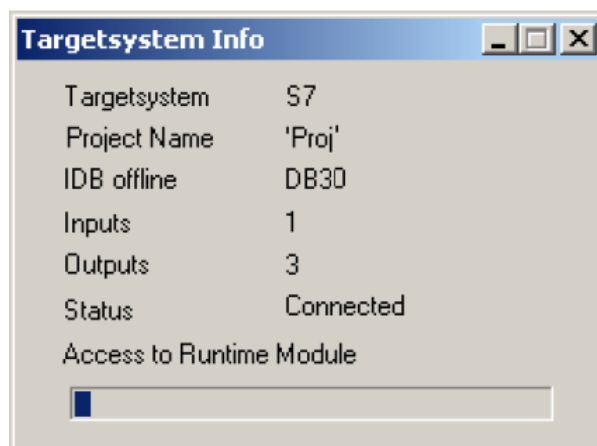 Targetsystem Info
Targetsystem S7
Project Name 'Proj'
IDB offline DB30
Inputs 1
Outputs 3
Status Connected
Access to Runtime Module